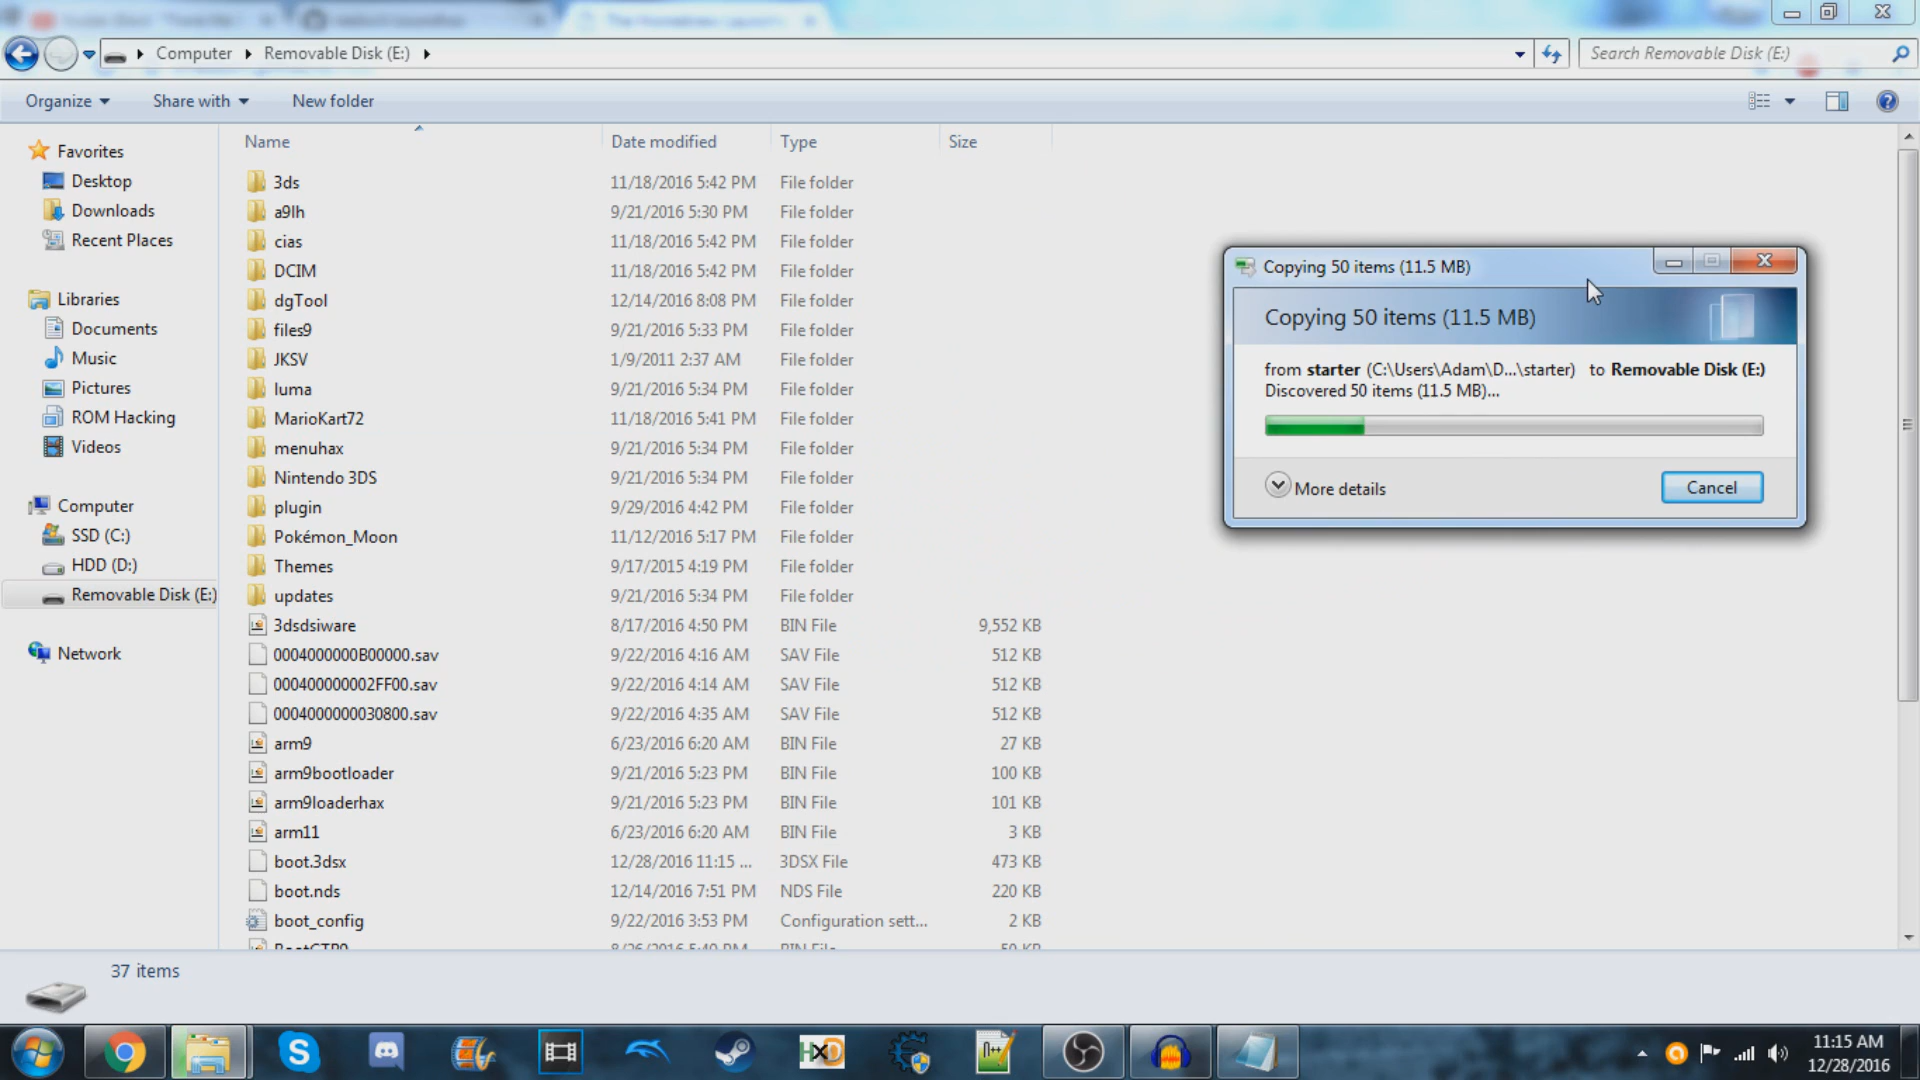 Computer Removable Disk (E:)
Search Removable Disk (E:)
Organize Share with New folder
Name Date modified Type Size
Favorites
Desktop
Downloads
Recent Places
Libraries
Documents
Music
Pictures
ROM Hacking
Videos
Computer
SSD (C:)
HDD (D:)
Removable Disk (E:)
Network
3ds 11/18/2016 5:42 PM File folder
a9lh 9/21/2016 5:30 PM File folder
cias 11/18/2016 5:42 PM File folder
DCIM 11/18/2016 5:42 PM File folder
dgTool 12/14/2016 8:08 PM File folder
files9 9/21/2016 5:33 PM File folder
JKSV 1/9/2011 2:37 AM File folder
luma 9/21/2016 5:34 PM File folder
MarioKart72 11/18/2016 5:41 PM File folder
menuhax 9/21/2016 5:34 PM File folder
Nintendo 3DS 9/21/2016 5:34 PM File folder
plugin 9/29/2016 4:42 PM File folder
Pokémon_Moon 11/12/2016 5:17 PM File folder
Themes 9/17/2015 4:19 PM File folder
updates 9/21/2016 5:34 PM File folder
3dsdsiware 8/17/2016 4:50 PM BIN File 9,552 KB
0004000000B00000.sav 9/22/2016 4:16 AM SAV File 512 KB
000400000002FF00.sav 9/22/2016 4:14 AM SAV File 512 KB
0004000000030800.sav 9/22/2016 4:35 AM SAV File 512 KB
arm9 6/23/2016 6:20 AM BIN File 27 KB
arm9bootloader 9/21/2016 5:23 PM BIN File 100 KB
arm9loaderhax 9/21/2016 5:23 PM BIN File 101 KB
arm11 6/23/2016 6:20 AM BIN File 3 KB
boot.3dsx 12/28/2016 11:15 ... 3DSX File 473 KB
boot.nds 12/14/2016 7:51 PM NDS File 220 KB
boot_config 9/22/2016 3:53 PM Configuration sett... 2 KB
Copying 50 items (11.5 MB)
Copying 50 items (11.5 MB)
from starter (C:\Users\Adam\D...\starter) to Removable Disk (E:)
Discovered 50 items (11.5 MB)...
More details
Cancel
37 items
11:15 AM
12/28/2016